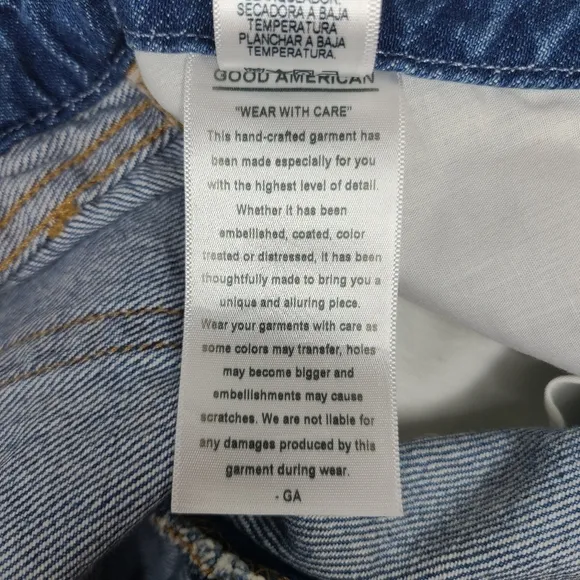 SECADORA A BAJA
TEMPERATURA
PLANCHAR A BAJA
TEMPERATURA.
GOOD AMERICAN
"WEAR WITH CARE"
This hand-crafted garment has
been made especially for you
with the highest level of detail.
Whether it has been
embellished, coated, color
treated or distressed, it has been
thoughtfully made to bring you a
unique and alluring piece.
Wear your garments with care as
some colors may transfer, holes
may become bigger and
embellishments may cause
scratches. We are not liable for
any damages produced by this
garment during wear.
- GA